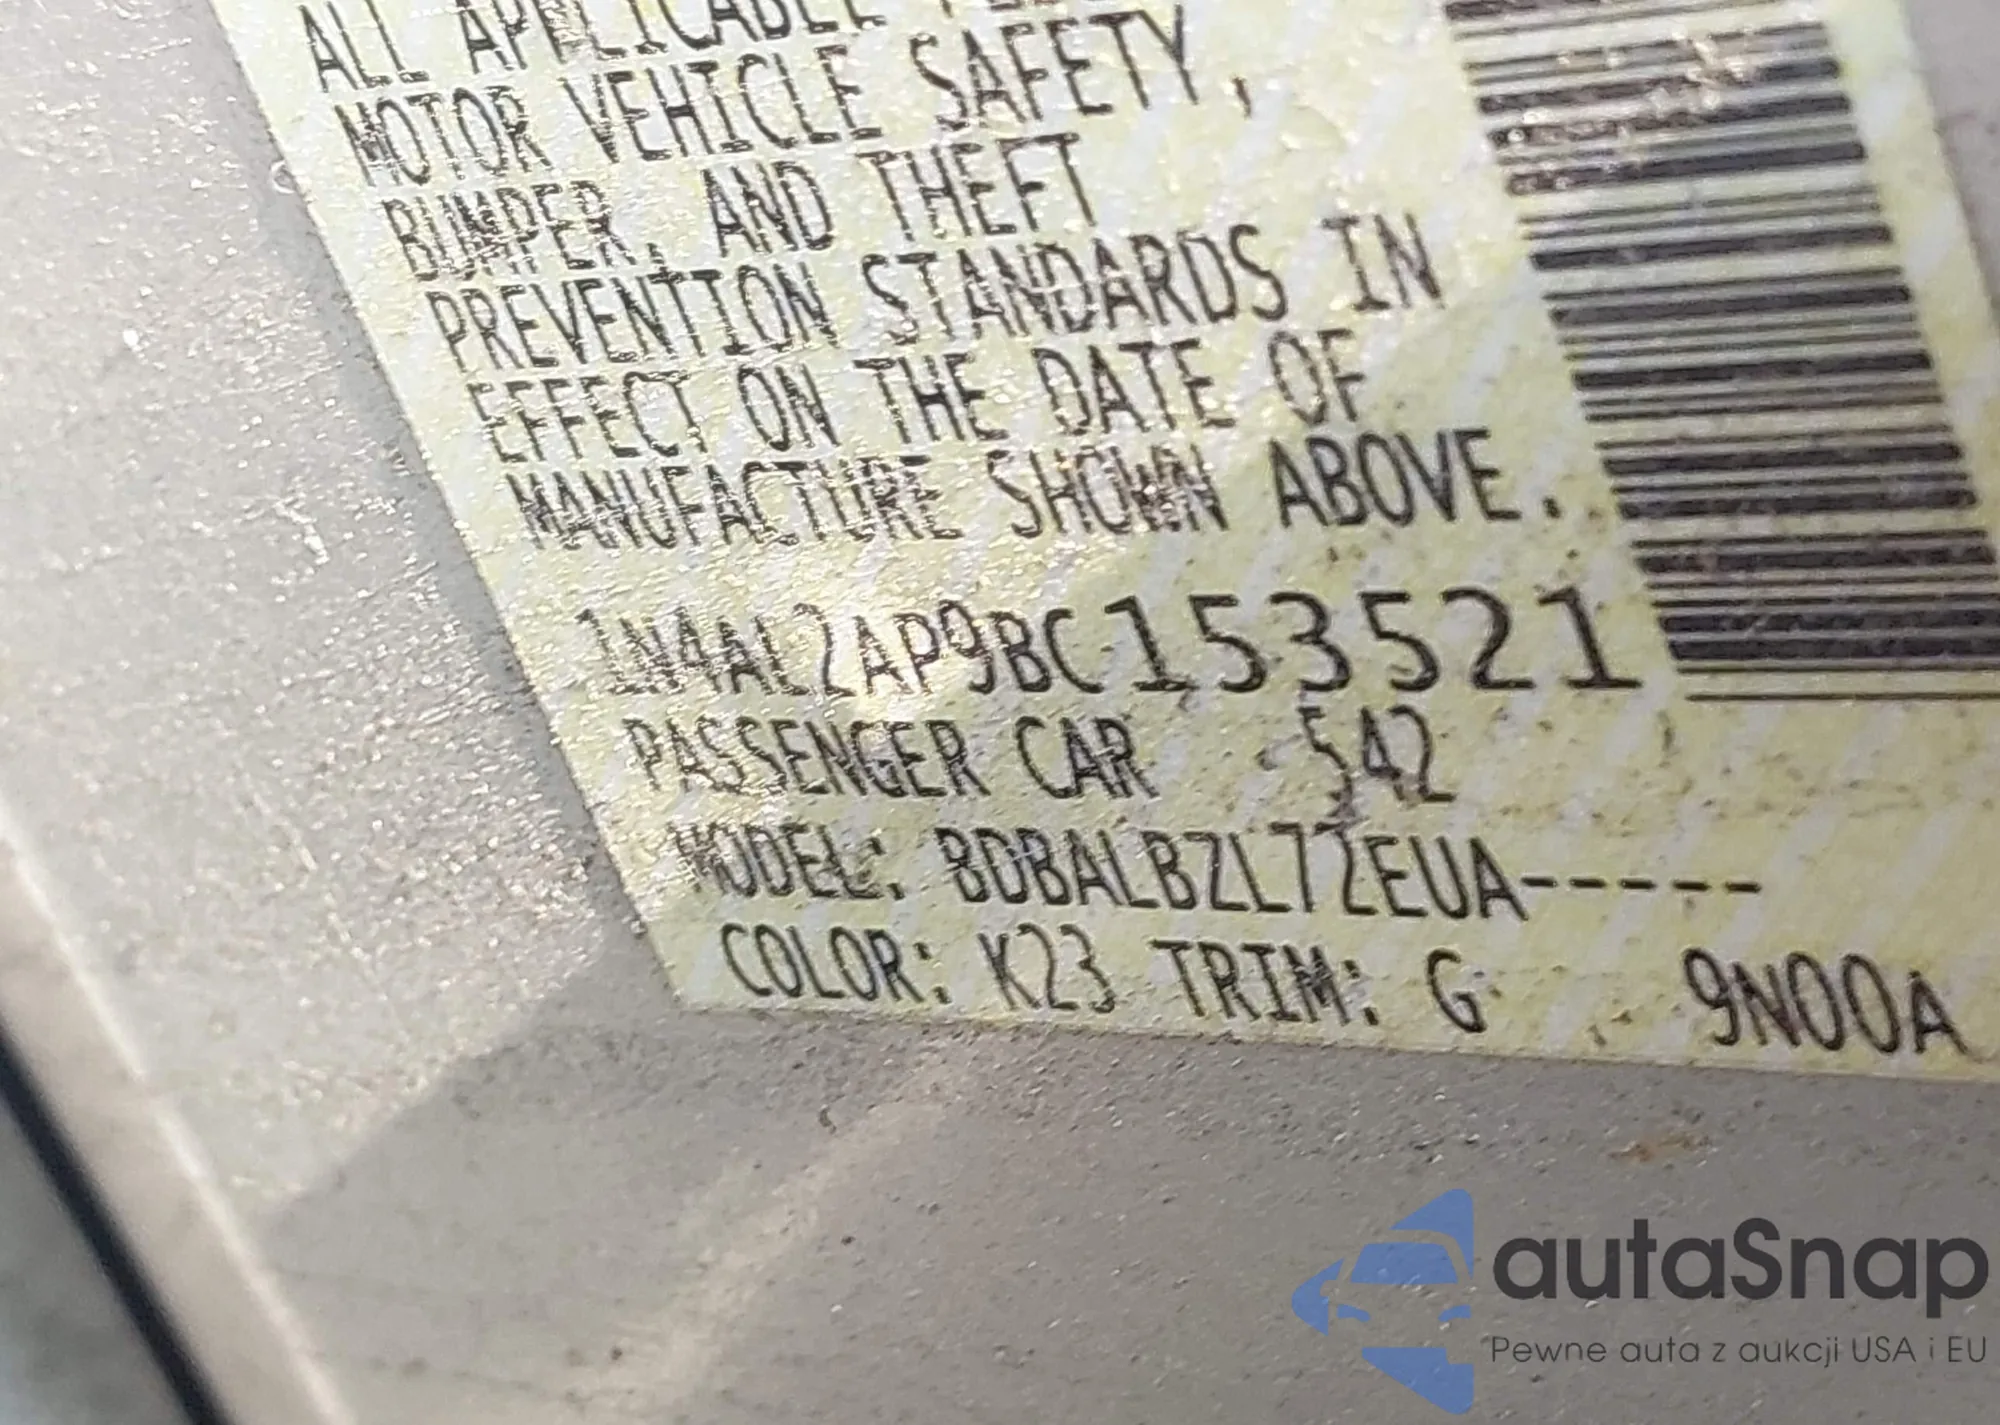 ALL APPLICABLE
MOTOR VEHICLE SAFETY,
BUMPER, AND THEFT
PREVENTION STANDARDS IN
EFFECT ON THE DATE OF
MANUFACTURE SHOWN ABOVE.
1N4AL2AP9BC153521
PASSENGER CAR 542
MODEL: BDBALBZL72EUA-----
COLOR: K23 TRIM: G 9N00A
autaSnap
Pewne auta z aukcji USA i EU